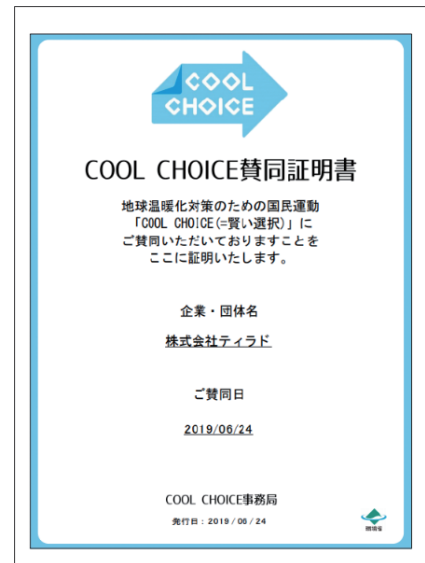 COOL
CHOICE
COOL CHOICE賛同証明書
地球温暖化対策のための国民運動
「COOL CHOICE(=賢い選択)」に
ご賛同いただいておりますことを
ここに証明いたします。
企業・団体名
株式会社ティラド
ご賛同日
2019/06/24
COOL CHOICE事務局
発行日：2019/06/24
環境省